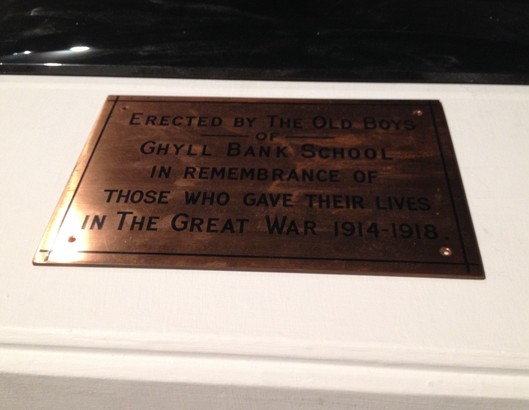 ERECTED BY THE OLD BOYS
OF
GHYLL BANK SCHOOL
IN REMEMBRANCE OF
THOSE WHO GAVE THEIR LIVES
IN THE GREAT WAR 1914-1918.